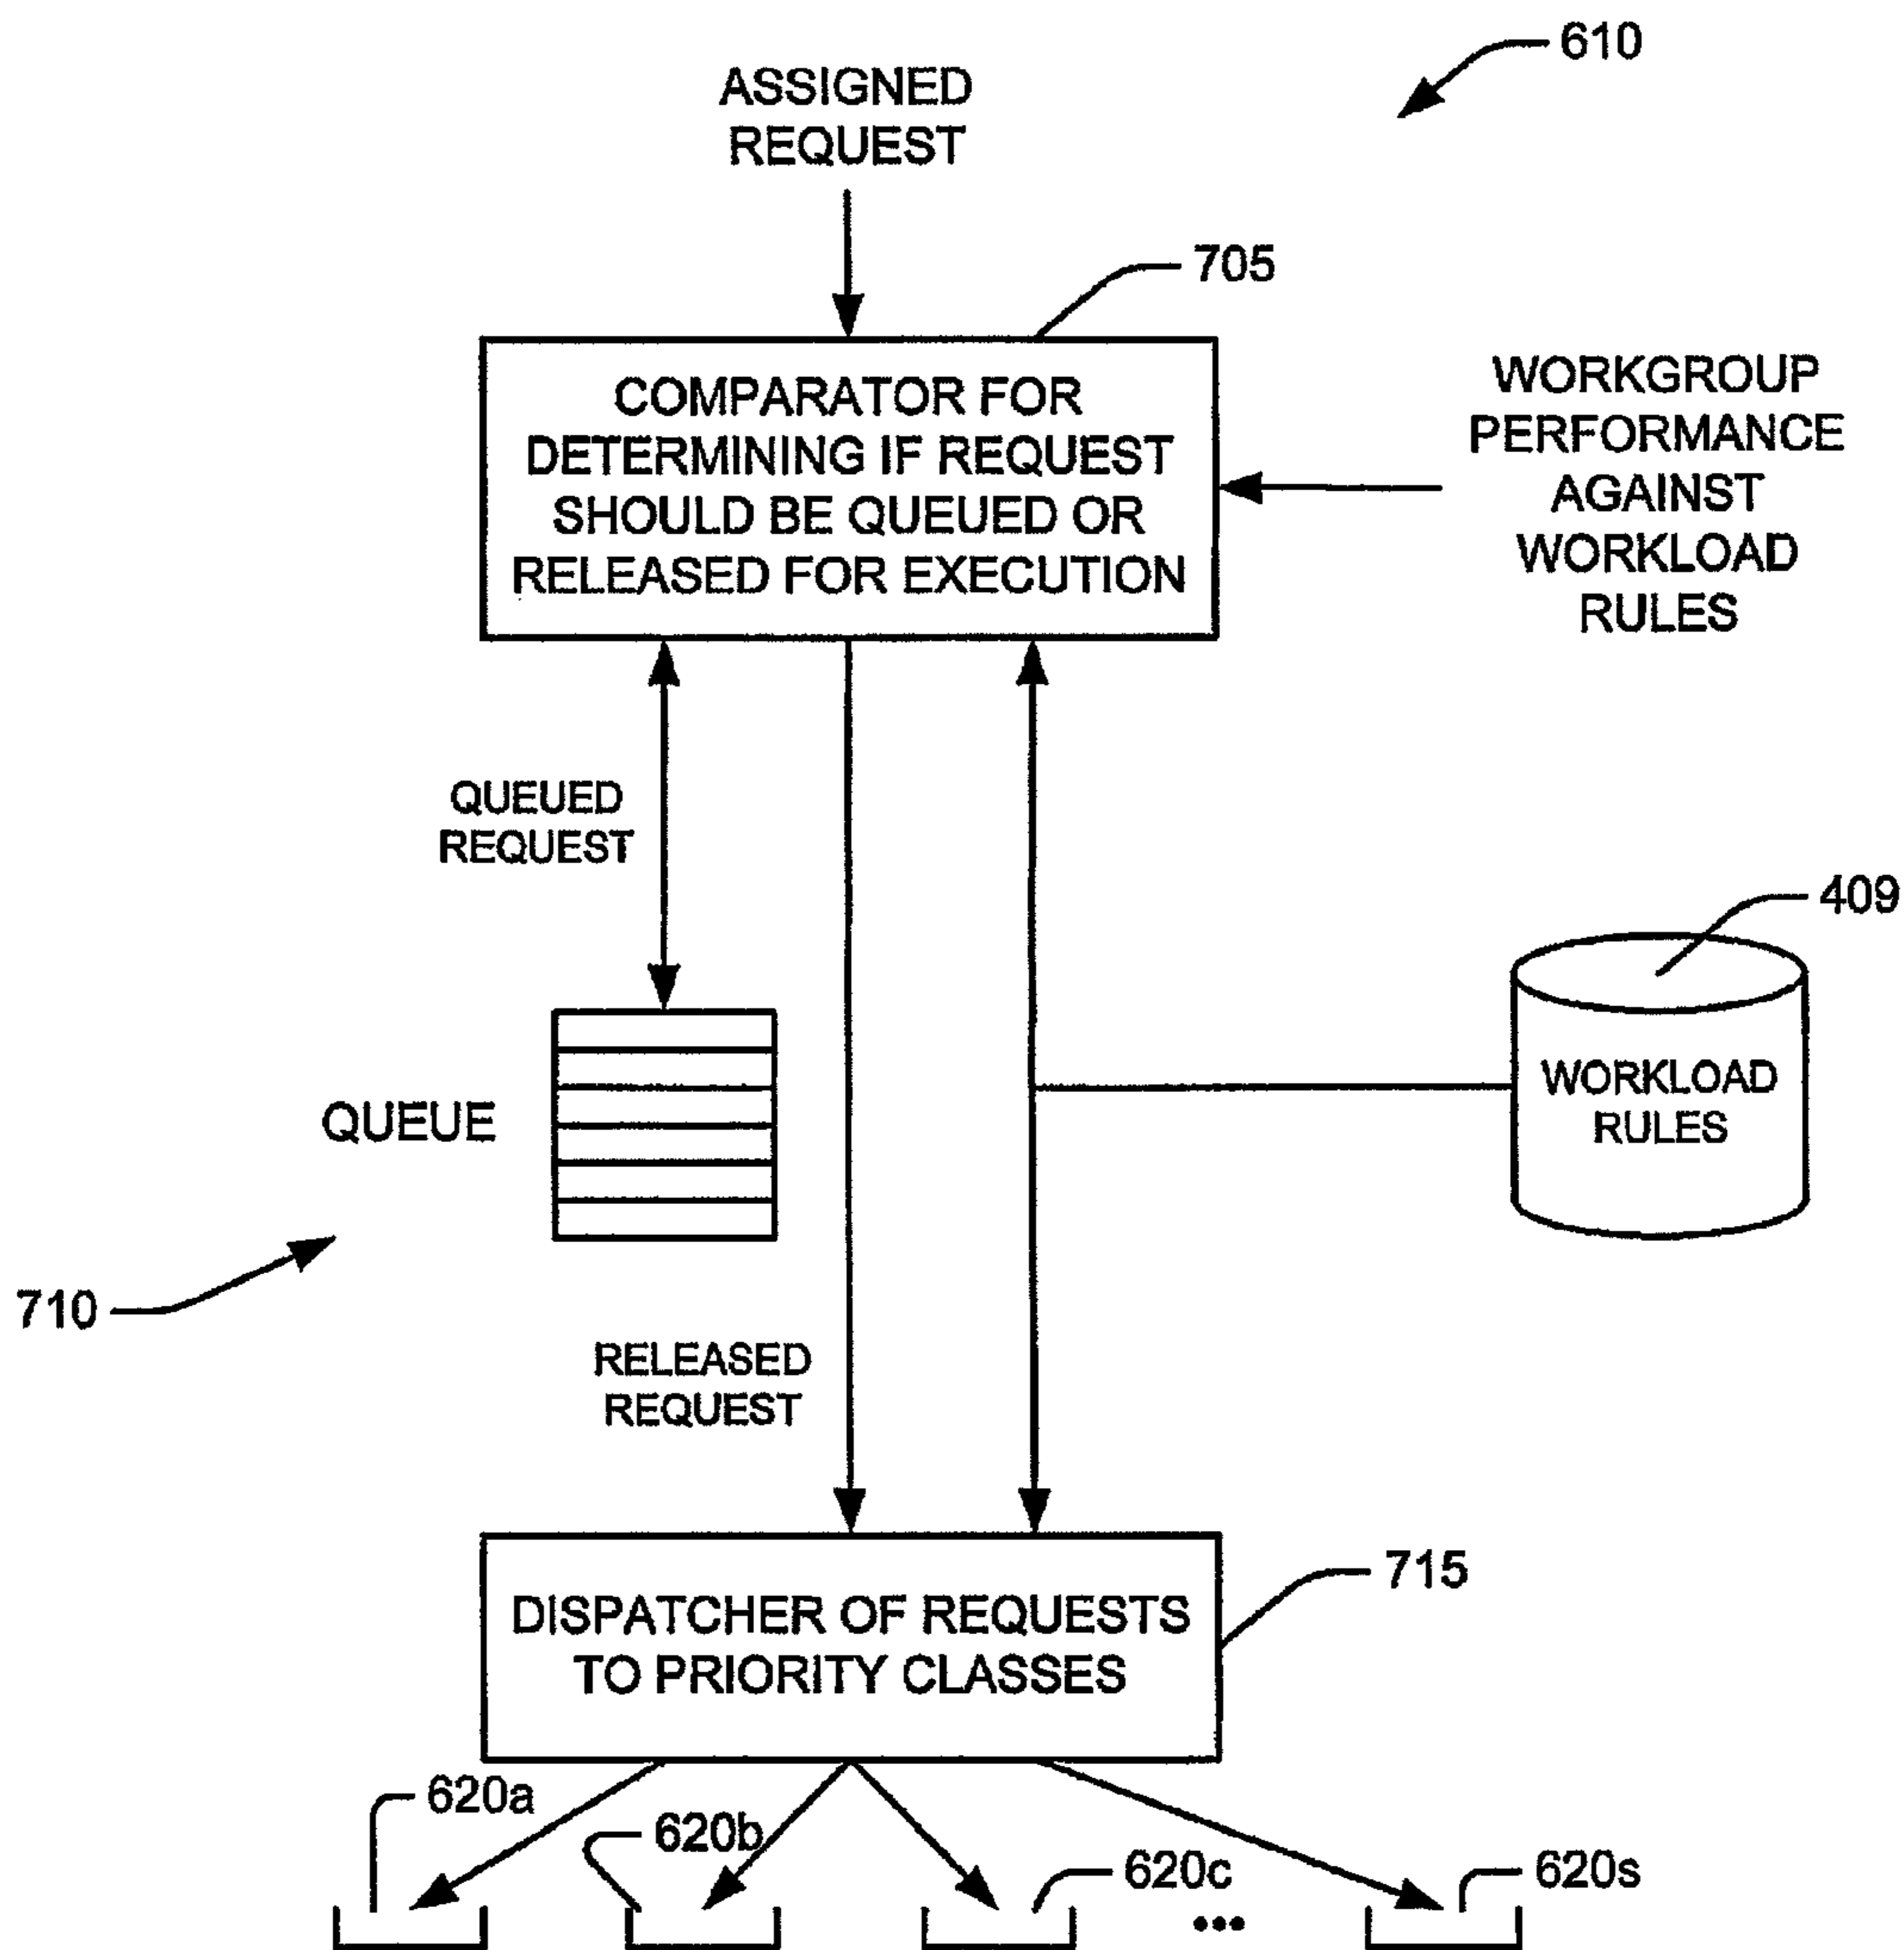 610
ASSIGNED
REQUEST
705
COMPARATOR FOR
DETERMINING IF REQUEST
SHOULD BE QUEUED OR
RELEASED FOR EXECUTION
WORKGROUP
PERFORMANCE
AGAINST
WORKLOAD
RULES
QUEUED
REQUEST
409
WORKLOAD
RULES
QUEUE
710
RELEASED
REQUEST
715
DISPATCHER OF REQUESTS
TO PRIORITY CLASSES
620a
620b
620c
620s
•••